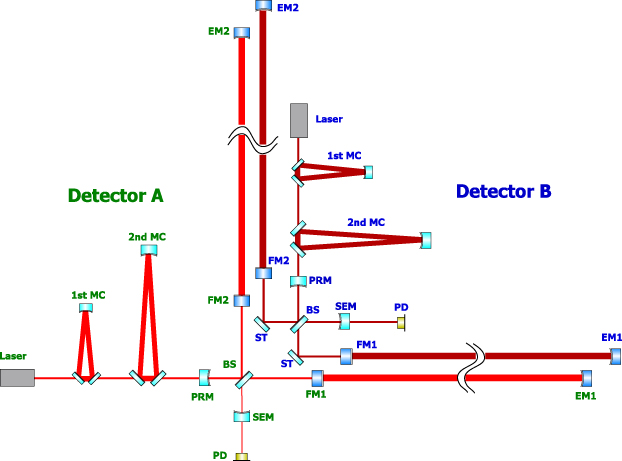 EM2
EM2
Laser
1st MC
Detector A
Detector B
2nd MC
2nd MC
FM2
PRM
1st MC
FM2
SEM
PD
BS
ST
EM1
Laser
BS
ST
FM1
PRM
FM1
EM1
SEM
PD